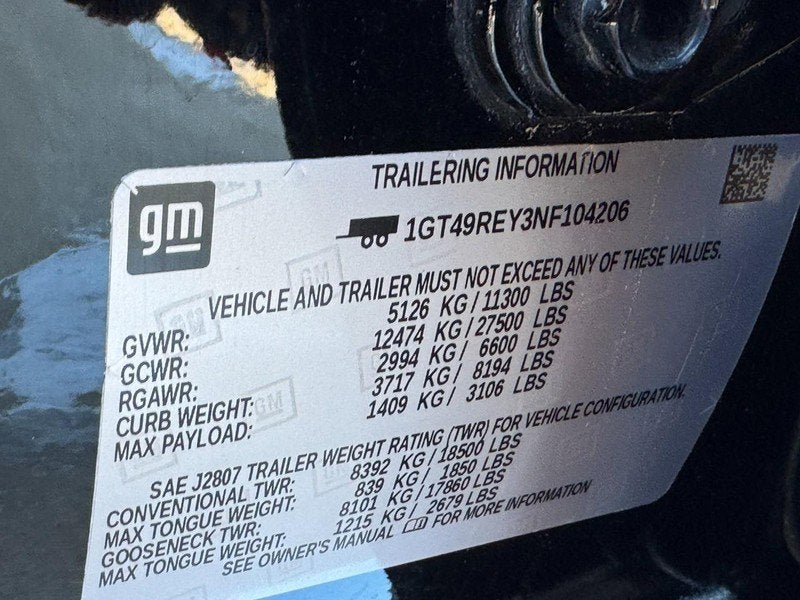 TRAILERING INFORMATION
gm
1GT49REY3NF104206
VEHICLE AND TRAILER MUST NOT EXCEED ANY OF THESE VALUES.
GVWR: 5126 KG/11300 LBS
GCWR: 12474 KG/27500 LBS
RGAWR: 2994 KG/ 6600 LBS
CURB WEIGHT: 3717 KG/ 8194 LBS
MAX PAYLOAD: 1409 KG/ 3106 LBS
SAE J2807 TRAILER WEIGHT RATING (TWR) FOR VEHICLE CONFIGURATION.
CONVENTIONAL TWR: 8392 KG/18500 LBS
MAX TONGUE WEIGHT: 839 KG/ 1850 LBS
GOOSENECK TWR: 8101 KG/17860 LBS
MAX TONGUE WEIGHT: 1215 KG/ 2679 LBS
SEE OWNER'S MANUAL FOR MORE INFORMATION